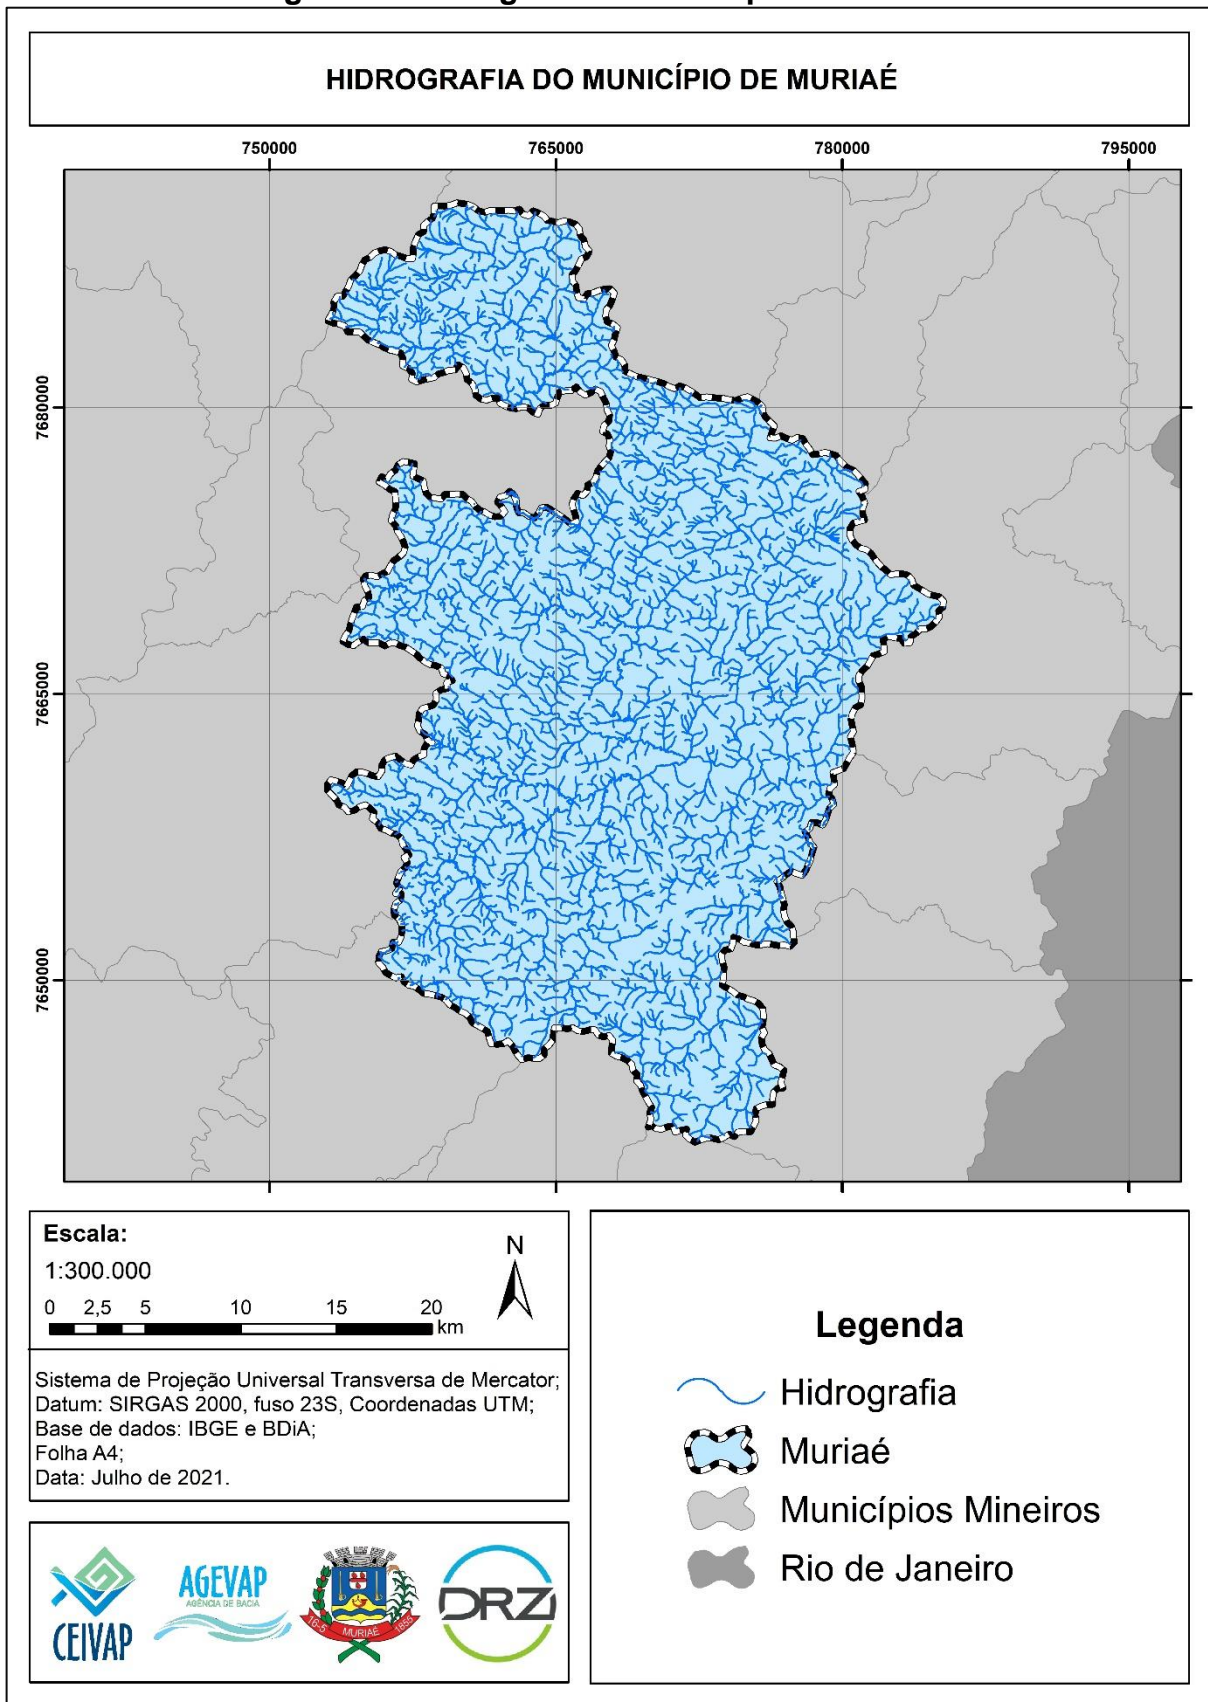 HIDROGRAFIA DO MUNICÍPIO DE MURIAÉ
750000 765000 780000 795000
7680000
7665000
7650000
Escala:
1:300.000
N
0 2,5 5 10 15 20
km
Sistema de Projeção Universal Transversa de Mercator;
Datum: SIRGAS 2000, fuso 23S, Coordenadas UTM;
Base de dados: IBGE e BDiA;
Folha A4;
Data: Julho de 2021.
Legenda
Hidrografia
Muriaé
Municípios Mineiros
Rio de Janeiro
CEIVAP
AGEVAP
AGÊNCIA DE BACIA
16-5 MURIAÉ 1855
DRZ